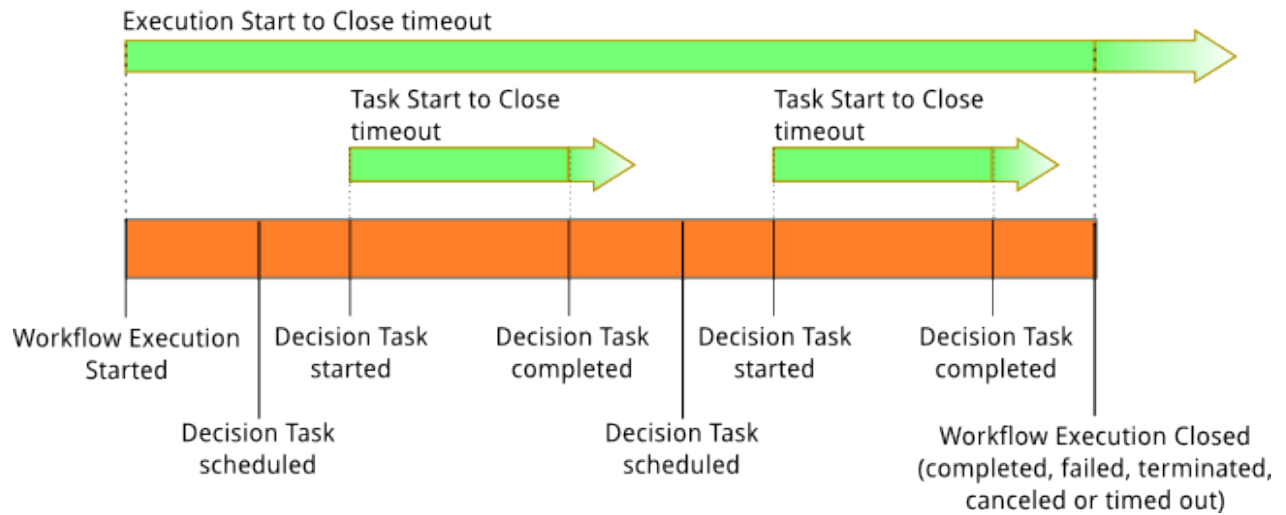 Execution Start to Close timeout
Task Start to Close
timeout
Task Start to Close
timeout
Workflow Execution
Started
Decision Task
started
Decision Task
completed
Decision Task
started
Decision Task
completed
Decision Task
scheduled
Decision Task
scheduled
Workflow Execution Closed
(completed, failed, terminated,
canceled or timed out)